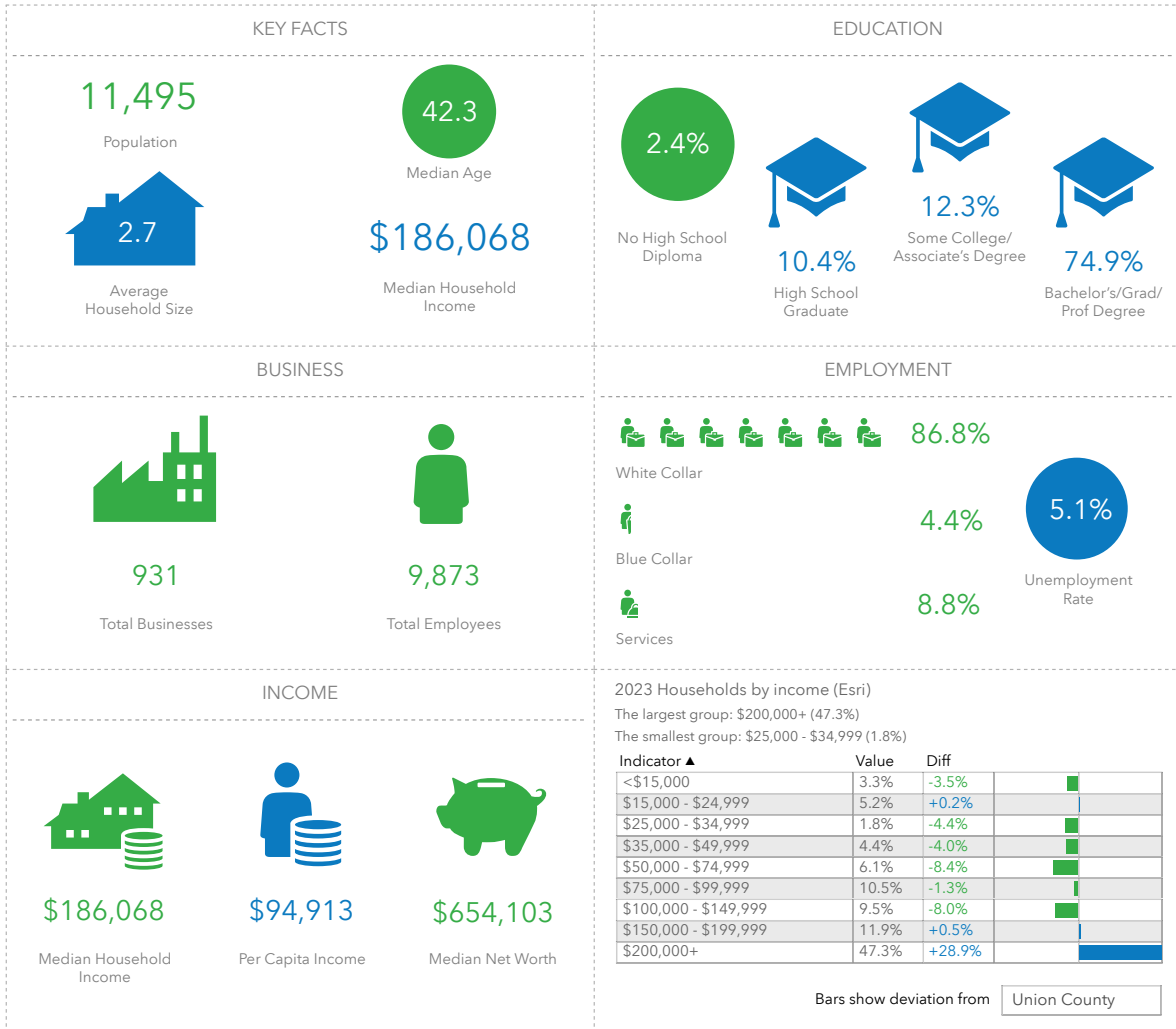 KEY FACTS
11,495
Population
42.3
Median Age
2.7
Average
Household Size
$186,068
Median Household
Income
EDUCATION
2.4%
No High School
Diploma
10.4%
High School
Graduate
12.3%
Some College/
Associate's Degree
74.9%
Bachelor's/Grad/
Prof Degree
BUSINESS
931
Total Businesses
9,873
Total Employees
EMPLOYMENT
86.8%
White Collar
4.4%
Blue Collar
8.8%
Services
5.1%
Unemployment
Rate
INCOME
$186,068
Median Household
Income
$94,913
Per Capita Income
$654,103
Median Net Worth
2023 Households by income (Esri)
The largest group: $200,000+ (47.3%)
The smallest group: $25,000 - $34,999 (1.8%)
Indicator ▲ Value Diff
<$15,000 3.3% -3.5%
$15,000 - $24,999 5.2% +0.2%
$25,000 - $34,999 1.8% -4.4%
$35,000 - $49,999 4.4% -4.0%
$50,000 - $74,999 6.1% -8.4%
$75,000 - $99,999 10.5% -1.3%
$100,000 - $149,999 9.5% -8.0%
$150,000 - $199,999 11.9% +0.5%
$200,000+ 47.3% +28.9%
Bars show deviation from Union County